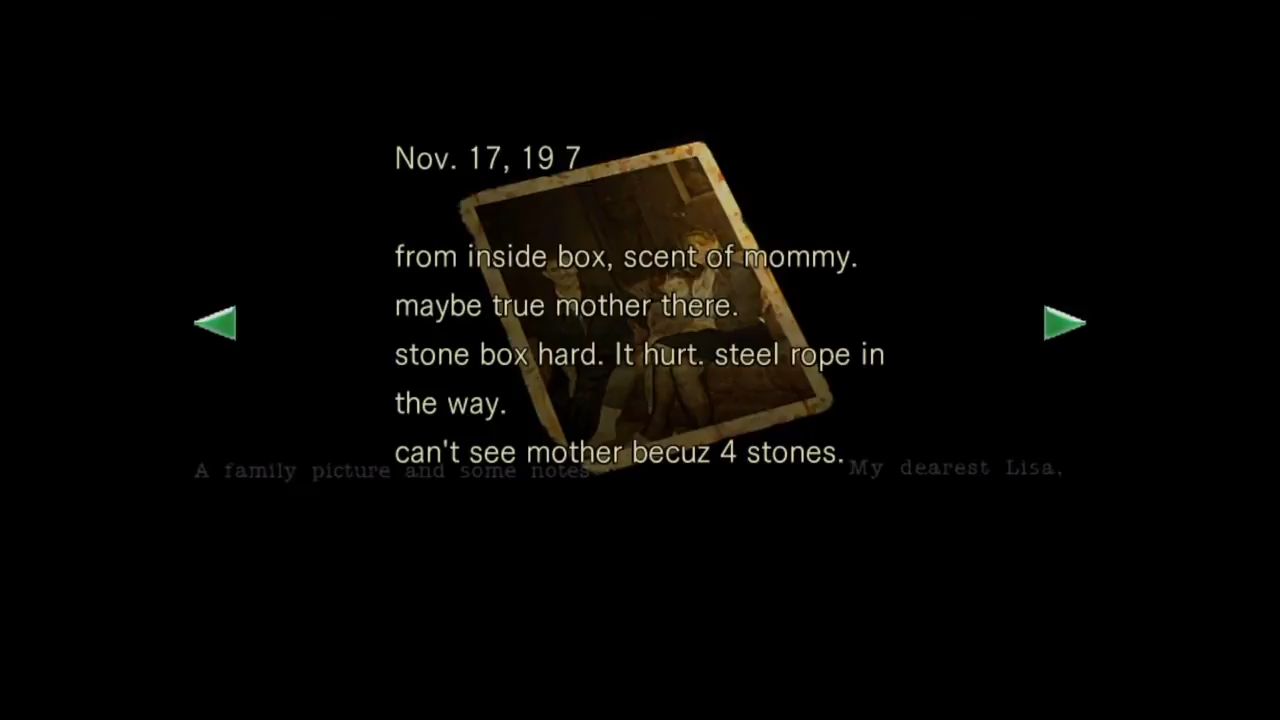 Nov. 17, 19 7
from inside box, scent of mommy.
maybe true mother there.
stone box hard. It hurt. steel rope in
the way.
can't see mother becuz 4 stones.
A family picture and some notes
My dearest Lisa,